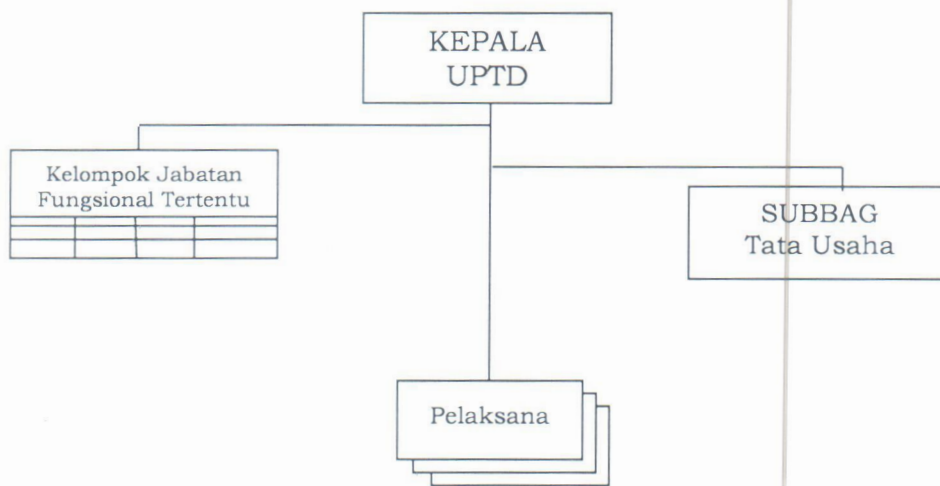 KEPALA
UPTD
Kelompok Jabatan
Fungsional Tertentu
SUBBAG
Tata Usaha
Pelaksana